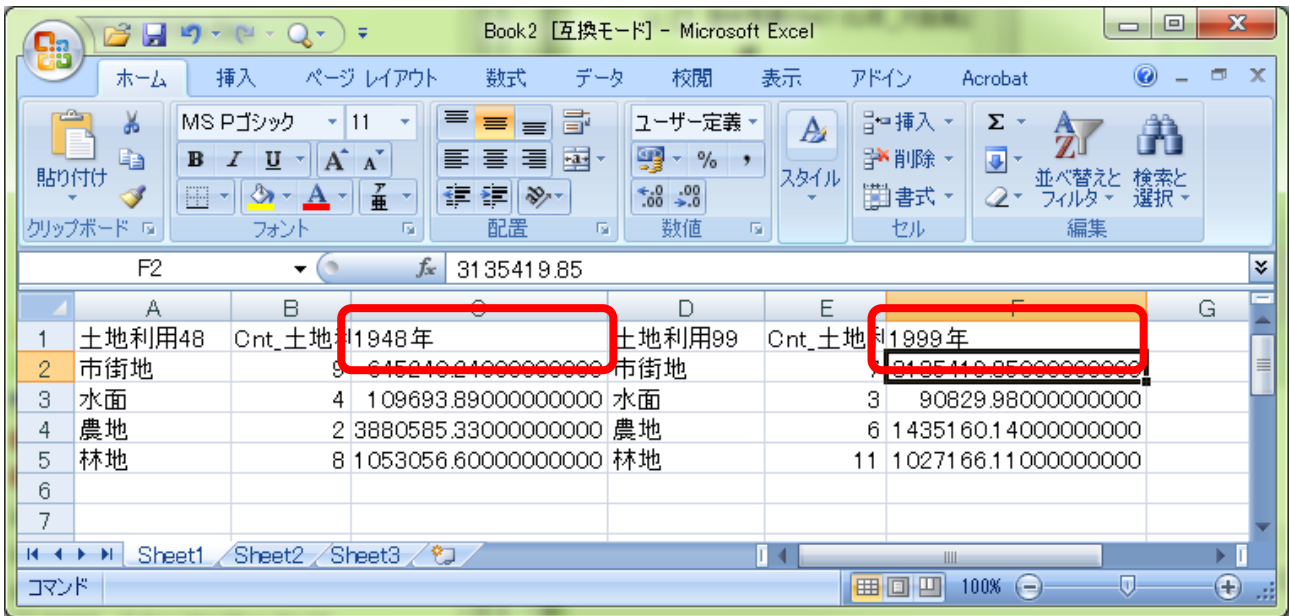 Book2 [互換モード] - Microsoft Excel
ホーム 挿入 ページ レイアウト 数式 データ 校閲 表示 アドイン Acrobat
貼り付け
クリップボード
MS Pゴシック 11
B I U A A
フォント
配置
ユーザー定義
% ,
数値
スタイル
挿入
削除
書式
セル
Σ
並べ替えと
フィルタ
検索と
選択
編集
F2 fx 3135419.85
A B C D E F G
1 土地利用48 Cnt_土地利 1948年 土地利用99 Cnt_土地利 1999年
2 市街地 9 645240.24000000000 市街地 7 3135419.85000000000
3 水面 4 109693.89000000000 水面 3 90829.98000000000
4 農地 2 3880585.33000000000 農地 6 1435160.14000000000
5 林地 8 1053056.60000000000 林地 11 1027166.11000000000
6
7
Sheet1 Sheet2 Sheet3
コマンド 100%